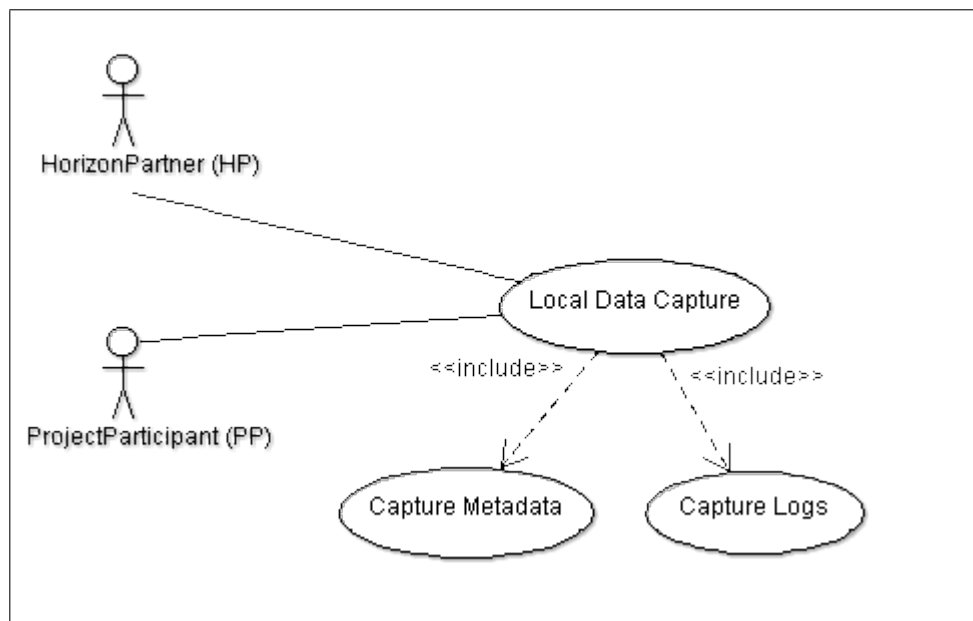 HorizonPartner (HP)
Local Data Capture
<<include>>
<<include>>
ProjectParticipant (PP)
Capture Metadata
Capture Logs